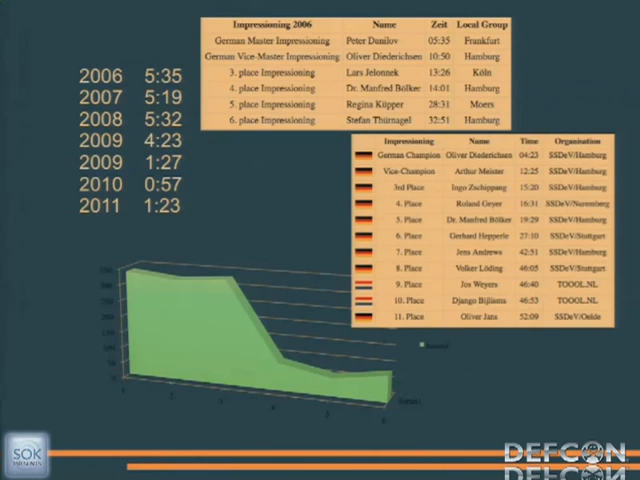 Impressioning 2006 Name Zeit Local Group
German Master Impressioning Peter Danilov 05:35 Frankfurt
German Vice-Master Impressioning Oliver Diederichsen 10:50 Hamburg
3. place Impressioning Lars Jelonnek 13:26 Köln
4. place Impressioning Dr. Manfred Bölker 14:01 Hamburg
5. place Impressioning Regina Küpper 28:31 Moers
6. place Impressioning Stefan Thürnagel 32:51 Hamburg
2006 5:35
2007 5:19
2008 5:32
2009 4:23
2009 1:27
2010 0:57
2011 1:23
Impressioning Name Time Organisation
German Champion Oliver Diederichsen 04:23 SSDeV/Hamburg
Vice-Champion Arthur Meister 12:25 SSDeV/Hamburg
3rd Place Ingo Zschippang 15:20 SSDeV/Hamburg
4. Place Roland Geyer 16:31 SSDeV/Nuremberg
5. Place Dr. Manfred Bölker 19:29 SSDeV/Hamburg
6. Place Gerhard Hepperle 27:10 SSDeV/Stuttgart
7. Place Jens Andrews 42:51 SSDeV/Hamburg
8. Place Volker Löding 46:05 SSDeV/Stuttgart
9. Place Jos Weyers 46:40 TOOOL.NL
10. Place Django Bijlsma 46:53 TOOOL.NL
11. Place Oliver Jans 52:09 SSDeV/Oelde
1 2 3 4 5 6
SOK
DEFCON